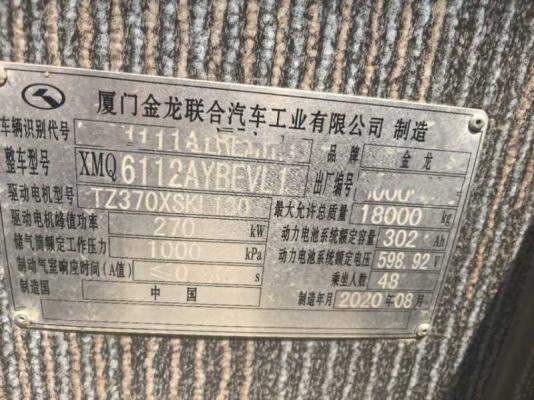 厦门金龙联合汽车工业有限公司 制造
车辆识别代号 品牌 金龙
整车型号 XMQ6112AYBEVL1 出厂编号
驱动电机型号 TZ370XSKL130 最大允许总质量 18000 kg
驱动电机峰值功率 270 kW 动力电池系统额定容量 302 Ah
储气筒额定工作压力 1000 kPa 动力电池系统额定电压 598.92 V
制动气室响应时间(A值) ≤0 s 乘坐人数 48
制造国 中国 制造年月 2020年08月